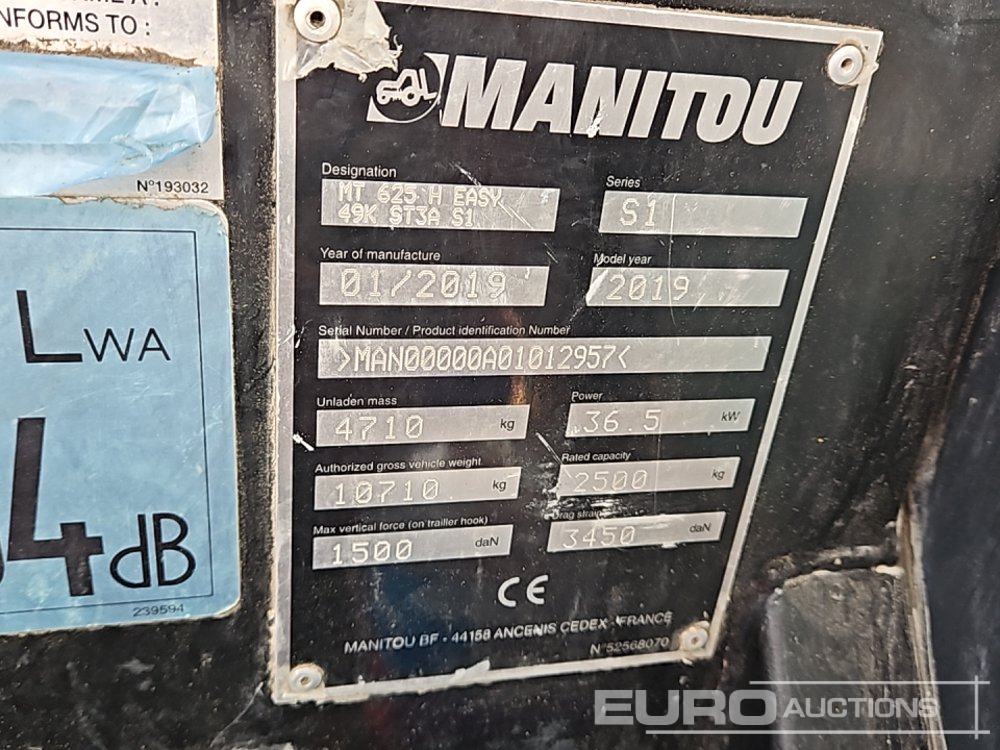 NFORMS TO :
N°193032
LWA
4dB
239594
MANITOU
Designation
MT 625 H EASY
49K ST3A S1
Series
S1
Year of manufacture
01/2019
Model year
2019
Serial Number / Product identification Number
>MAN00000A01012957<
Unladen mass
4710 kg
Power
36.5 kW
Authorized gross vehicle weight
10710 kg
Rated capacity
2500 kg
Max vertical force (on trailler hook)
1500 daN
Drag strain
3450 daN
CE
MANITOU BF - 44158 ANCENIS CEDEX - FRANCE
N°52568070
EURO AUCTIONS